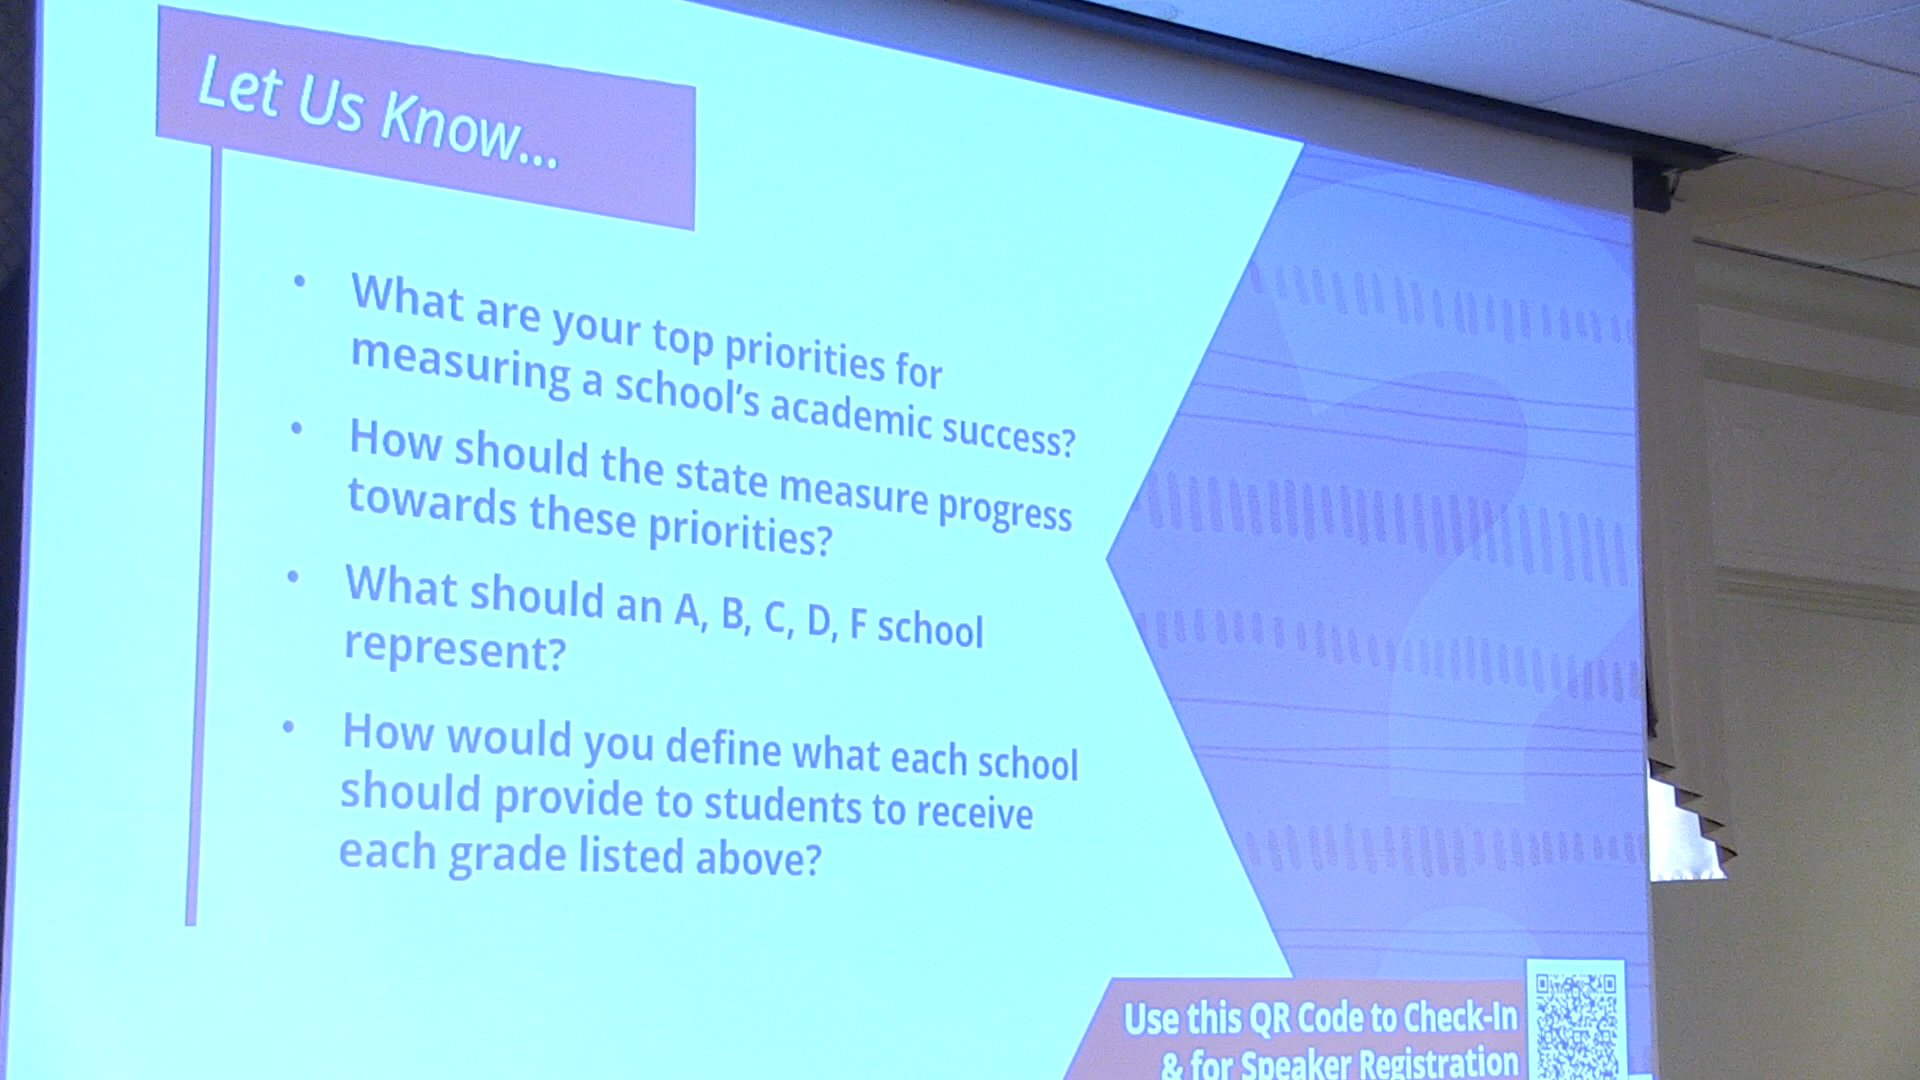 Let Us Know...
• What are your top priorities for
measuring a school's academic success?
• How should the state measure progress
towards these priorities?
• What should an A, B, C, D, F school
represent?
• How would you define what each school
should provide to students to receive
each grade listed above?
Use this QR Code to Check-In
& for Speaker Registration